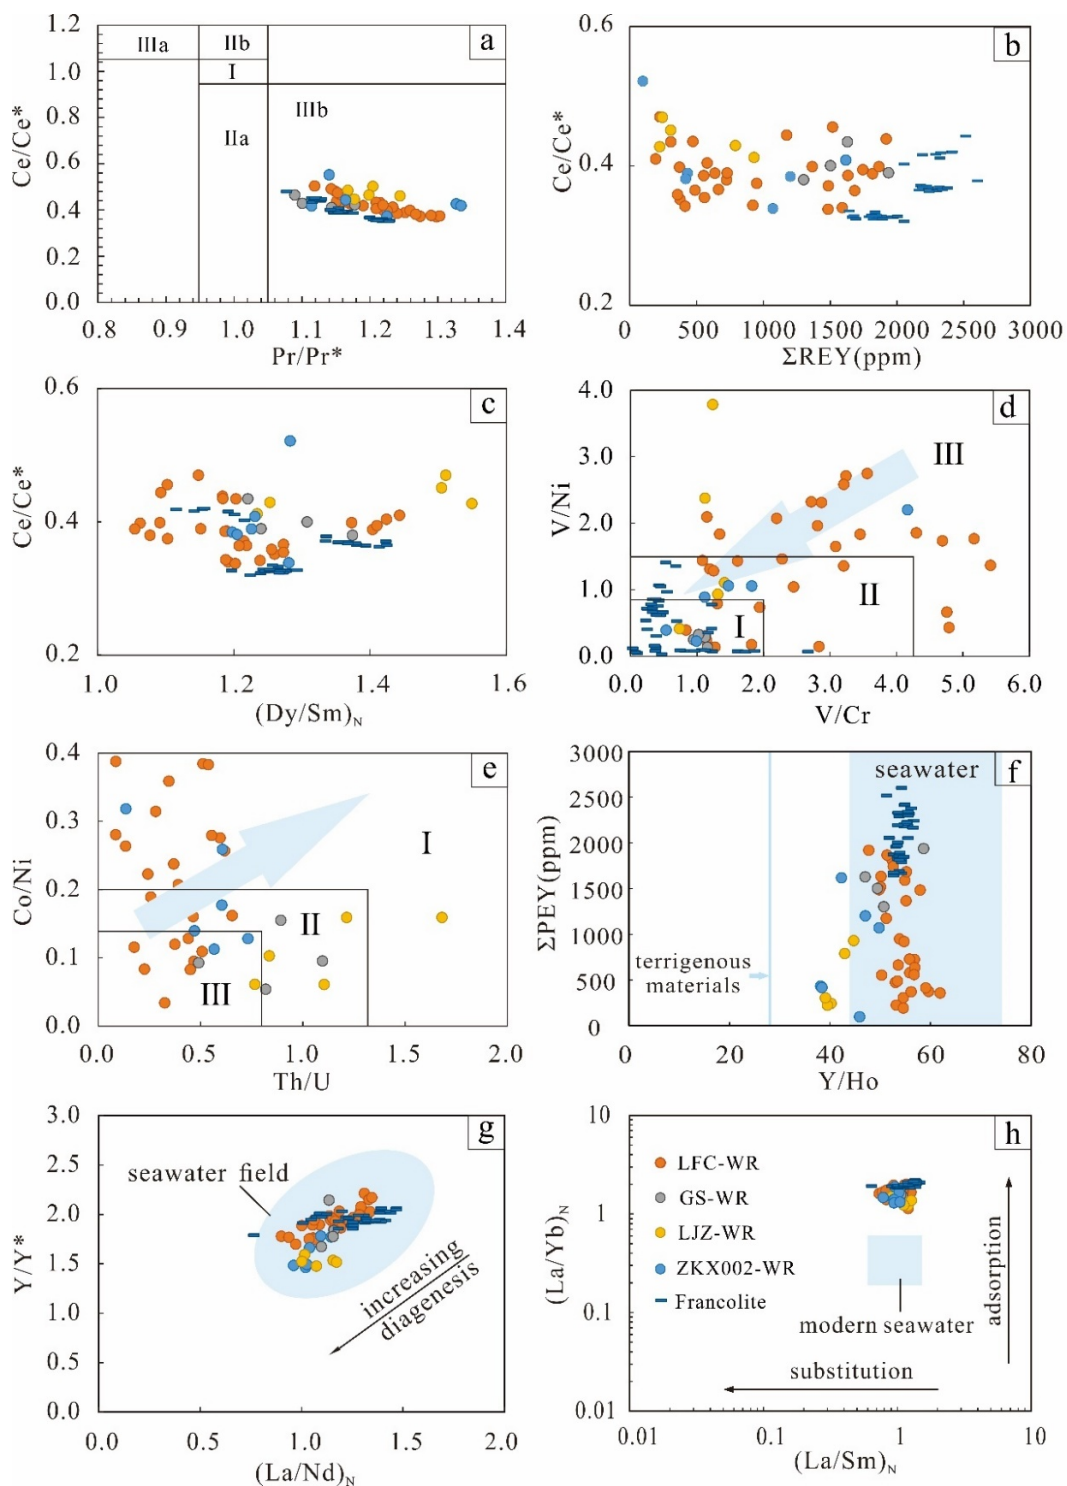 a
1.2
1.0
0.8
0.6
0.4
0.2
0.0
Ce/Ce*
IIIa
IIb
I
IIIb
IIa
0.8
0.9
1.0
1.1
1.2
1.3
1.4
Pr/Pr*
b
0.6
0.4
0.2
Ce/Ce*
0
500
1000
1500
2000
2500
3000
ΣREY(ppm)
c
0.6
0.4
0.2
Ce/Ce*
1.0
1.2
1.4
1.6
(Dy/Sm)N
d
4.0
3.0
2.0
1.0
0.0
V/Ni
III
II
I
0.0
1.0
2.0
3.0
4.0
5.0
6.0
V/Cr
e
0.4
0.3
0.2
0.1
0.0
Co/Ni
I
II
III
0.0
0.5
1.0
1.5
2.0
Th/U
f
3000
2500
2000
1500
1000
500
0
ΣPEY(ppm)
seawater
terrigenous
materials
0
20
40
60
80
Y/Ho
g
3.0
2.5
2.0
1.5
1.0
0.5
0.0
Y/Y*
seawater field
increasing
diagenesis
0.0
0.5
1.0
1.5
2.0
(La/Nd)N
h
10
1
0.1
0.01
(La/Yb)N
LFC-WR
GS-WR
LJZ-WR
ZKX002-WR
Francolite
modern seawater
adsorption
substitution
0.01
0.1
1
10
(La/Sm)N